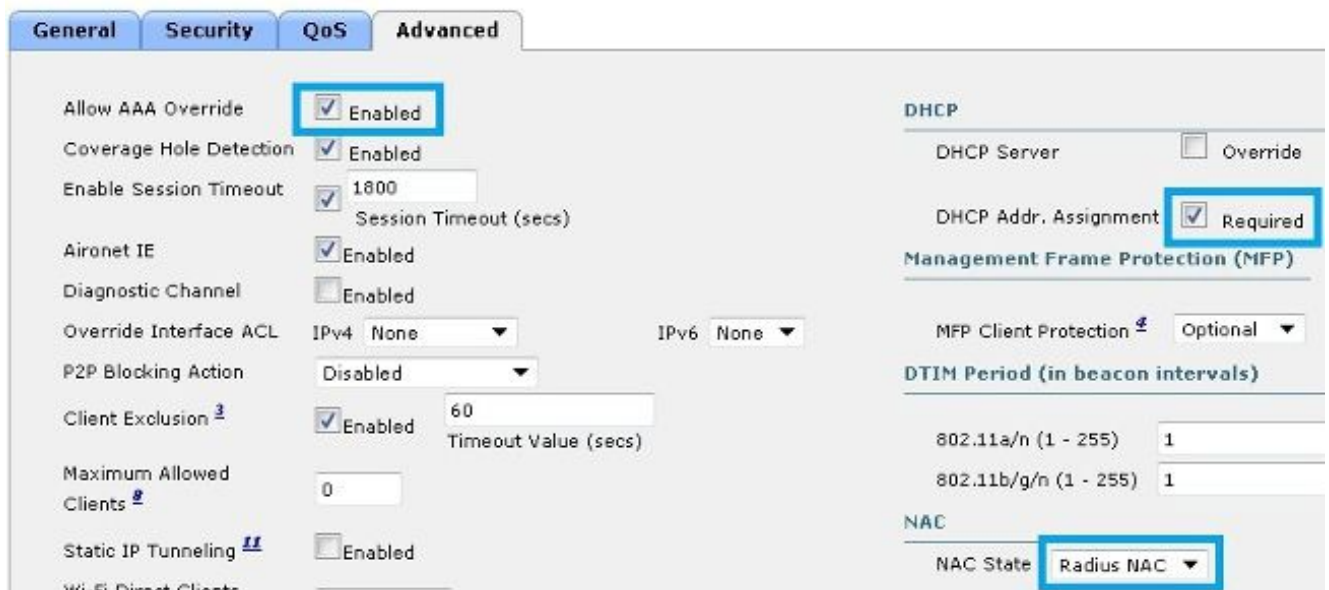 General Security QoS Advanced
Allow AAA Override Enabled
Coverage Hole Detection Enabled
Enable Session Timeout 1800
Session Timeout (secs)
Aironet IE Enabled
Diagnostic Channel Enabled
Override Interface ACL IPv4 None IPv6 None
P2P Blocking Action Disabled
Client Exclusion 3 Enabled 60
Timeout Value (secs)
Maximum Allowed
Clients 8 0
Static IP Tunneling 11 Enabled
Wi-Fi Direct Clients
DHCP
DHCP Server Override
DHCP Addr. Assignment Required
Management Frame Protection (MFP)
MFP Client Protection 4 Optional
DTIM Period (in beacon intervals)
802.11a/n (1 - 255) 1
802.11b/g/n (1 - 255) 1
NAC
NAC State Radius NAC